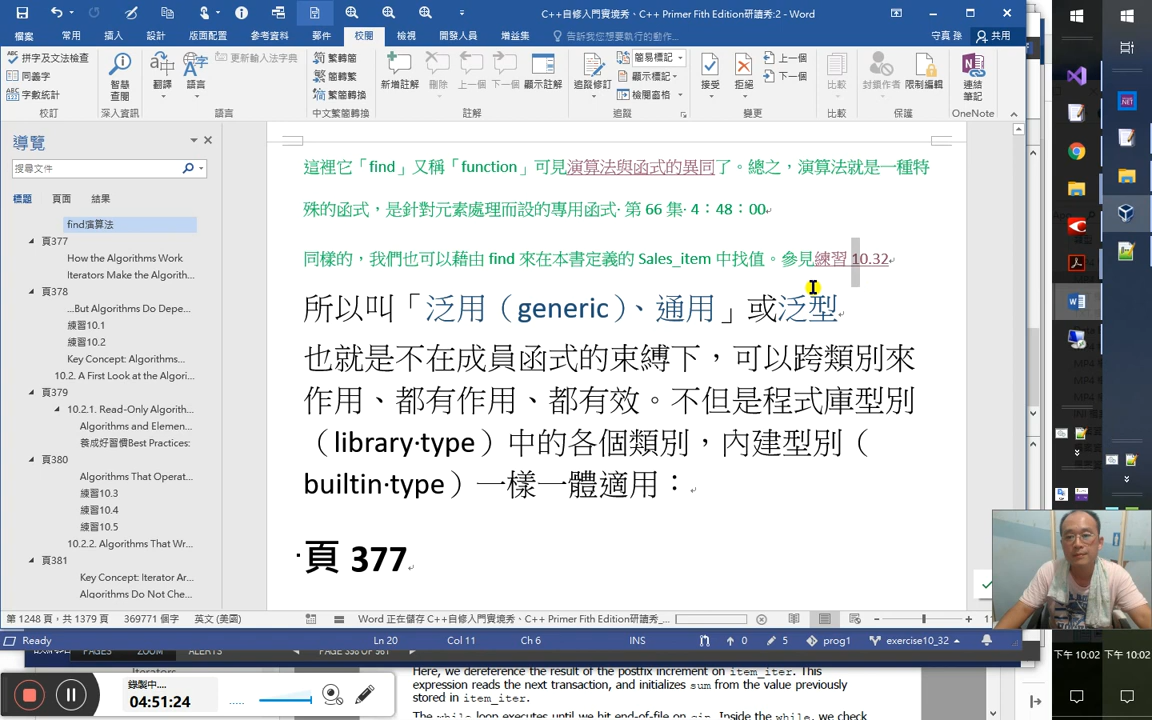 C++自修入門實境秀、C++ Primer Fith Edition研讀秀:2 - Word
檔案 常用 插入 設計 版面配置 參考資料 郵件 校閱 檢視 開發人員 增益集 告訴我您想要執行的動作... 守真 孫 共用
拼字及文法檢查
同義字
字數統計
校訂
智慧查閱
深入資訊
翻譯
語言
更新輸入法字典
語言
繁轉簡
簡轉繁
繁簡轉換
中文繁簡轉換
新增註解
刪除
上一個
下一個
顯示註解
註解
追蹤修訂
簡易標記
顯示標記
檢閱窗格
追蹤
接受
拒絕
上一個
下一個
變更
比較
比較
封鎖作者
限制編輯
保護
連結筆記
OneNote
導覽
搜尋文件
標題 頁面 結果
find演算法
頁377
How the Algorithms Work
Iterators Make the Algorith...
頁378
...But Algorithms Do Depe...
練習10.1
練習10.2
Key Concept: Algorithms...
10.2. A First Look at the Algori...
頁379
10.2.1. Read-Only Algorith...
Algorithms and Elemen...
養成好習慣Best Practices:
頁380
Algorithms That Operat...
練習10.3
練習10.4
練習10.5
10.2.2. Algorithms That Wr...
頁381
Key Concept: Iterator Ar...
Algorithms Do Not Che...
這裡它「find」又稱「function」可見演算法與函式的異同了。總之，演算法就是一種特
殊的函式，是針對元素處理而設的專用函式· 第 66 集· 4：48：00
同樣的，我們也可以藉由 find 來在本書定義的 Sales_item 中找值。參見練習 10.32
所以叫「泛用（generic）、通用」或泛型
也就是不在成員函式的束縛下，可以跨類別來
作用、都有作用、都有效。不但是程式庫型別
（library·type）中的各個類別，內建型別（
builtin·type）一樣一體適用：
頁 377
第 1248 頁，共 1379 頁 369771 個字 英文 (美國) Word 正在儲存 C++自修入門實境秀、C++ Primer Fith Edition研讀秀_...
Ready Ln 20 Col 11 Ch 6 INS 0 5 prog1 exercise10_32
PAGES ZOOM ALERTS
錄製中....
04:51:24
Here, we dereference the result of the postfix increment on item_iter. This
expression reads the next transaction, and initializes sum from the value previously
stored in item_iter.
The while loop executes until we hit end-of-file on cin. Inside the while, we check
下午 10:02 下午 10:02